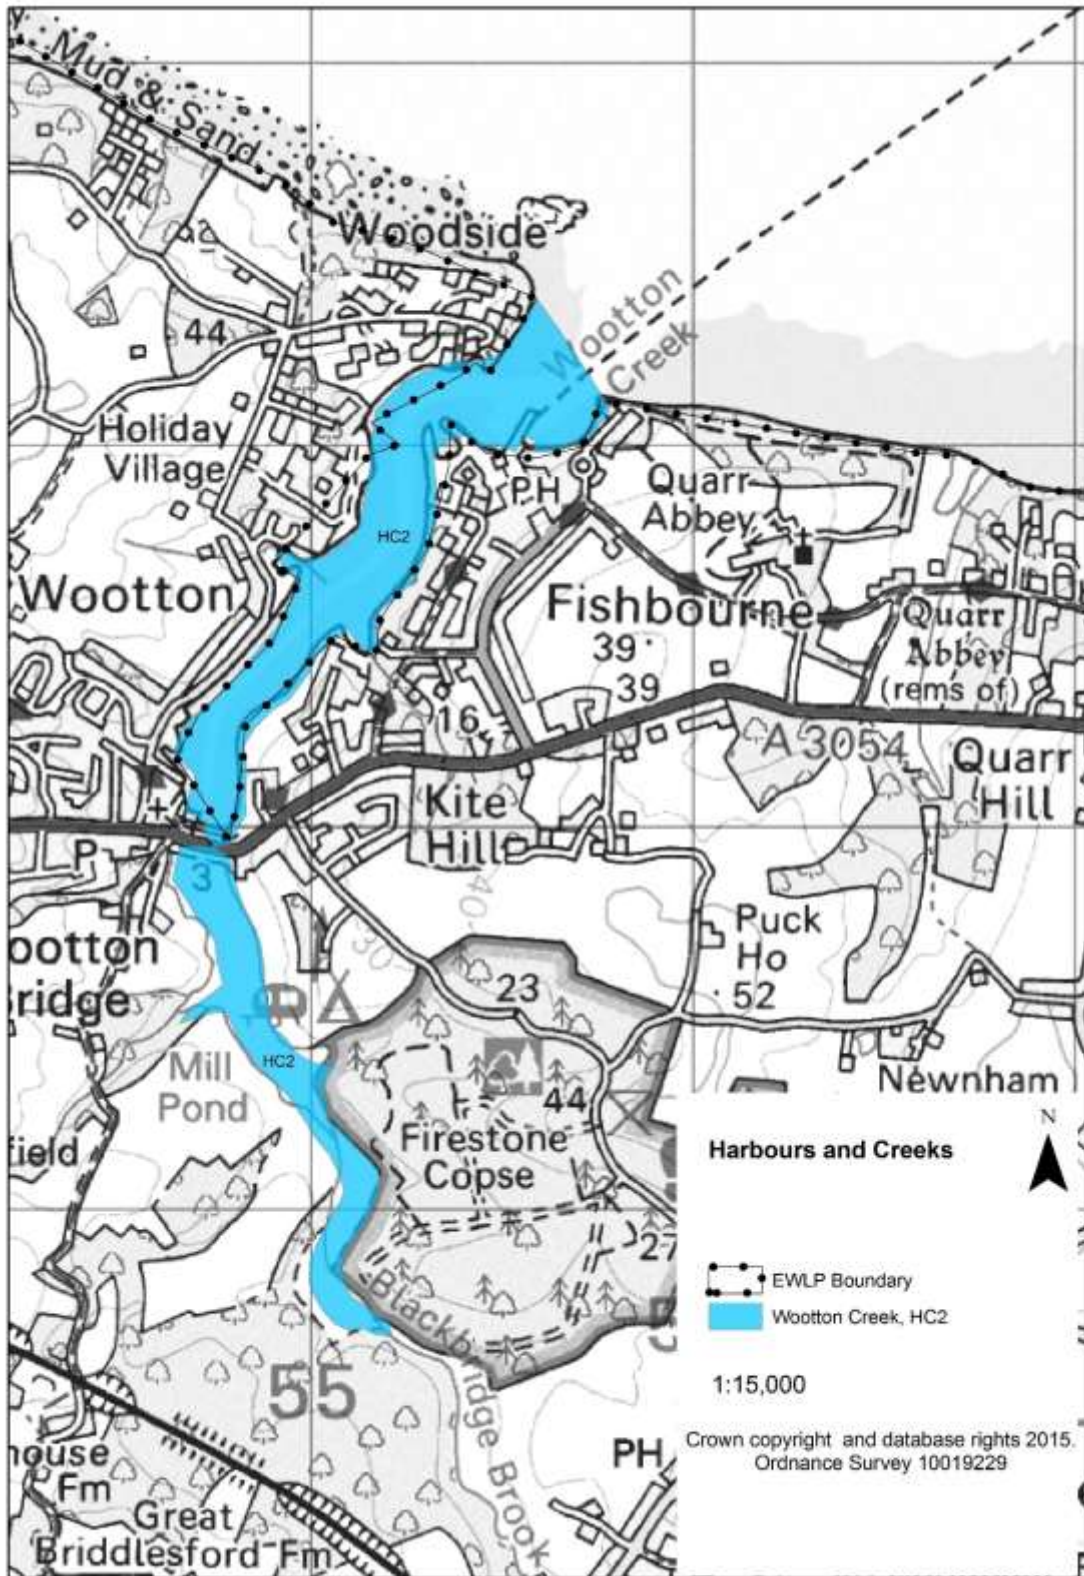 Mud & Sand
Woodside
Wootton
Creek
44
Holiday
Village
PH
Quarr
Abbey
HC2
Wootton
Fishbourne
39
39
Quarr
Abbey
(rems of)
16
A 3054
Quarr
Hill
Kite
Hill
P
3
40
30
Puck
Ho
52
ootton
ridge
23
HC2
Mill
Pond
44
Newnham
field
Firestone
Copse
27
Blackbridge Brook
55
house
Fm
Great
Briddlesford Fm
PH
N
Harbours and Creeks
EWLP Boundary
Wootton Creek, HC2
1:15,000
Crown copyright and database rights 2015.
Ordnance Survey 10019229